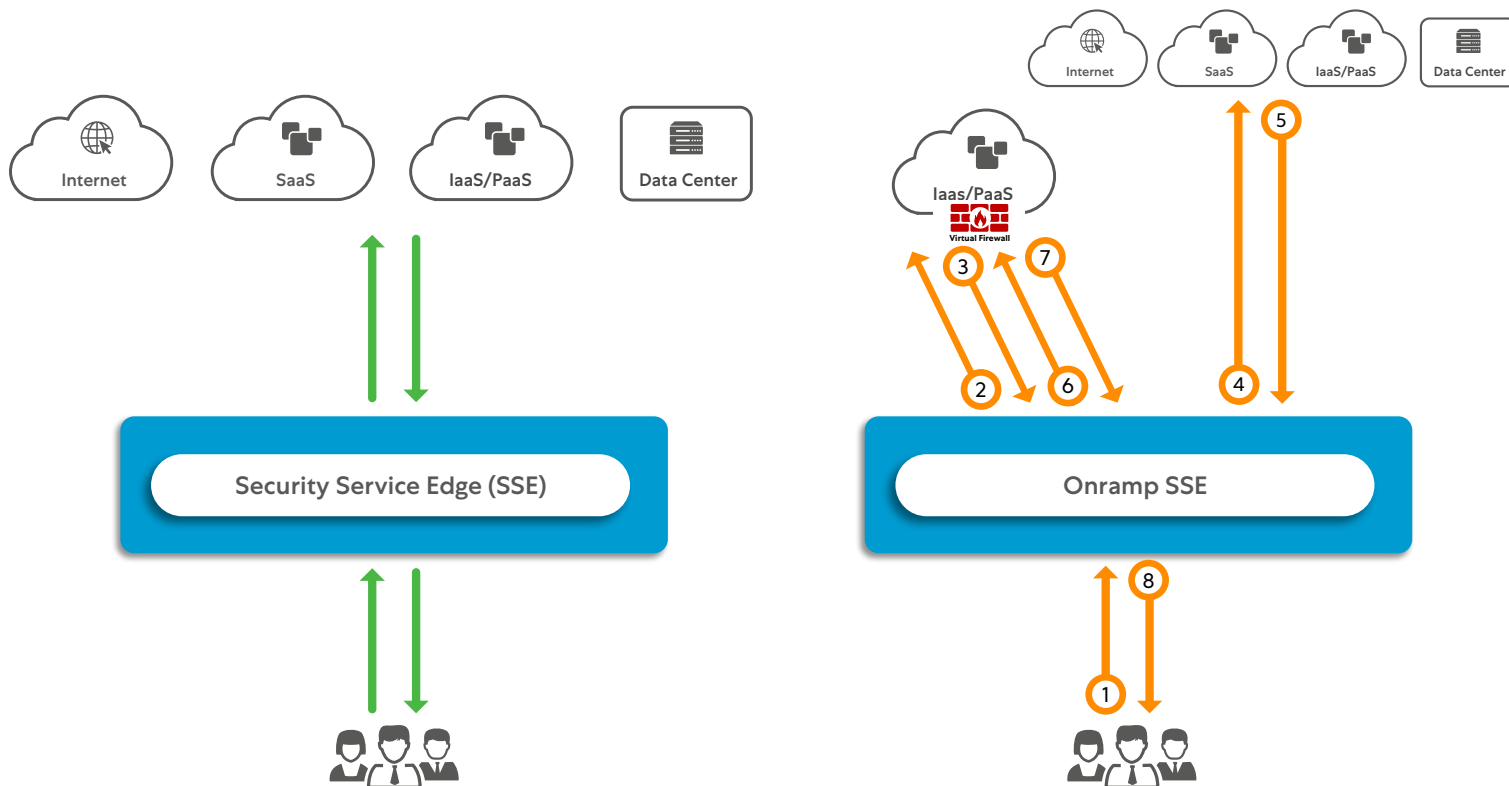 Internet
SaaS
IaaS/PaaS
Data Center
Security Service Edge (SSE)
Internet
SaaS
IaaS/PaaS
Data Center
Iaas/PaaS
Virtual Firewall
5
3
7
2
6
4
Onramp SSE
8
1